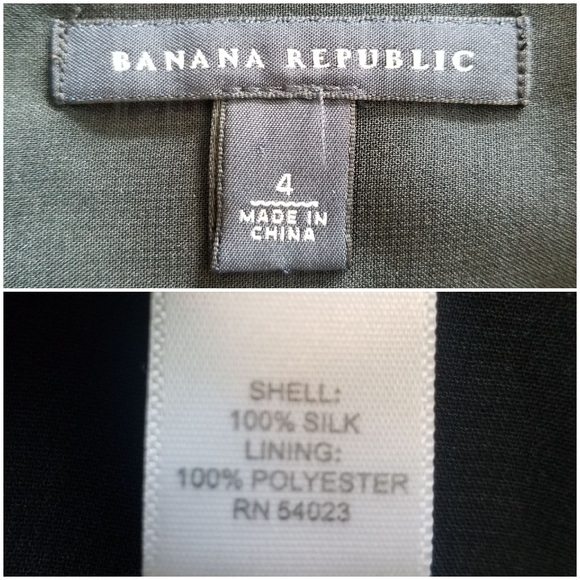 BANANA REPUBLIC
4
MADE IN
CHINA
SHELL:
100% SILK
LINING:
100% POLYESTER
RN 54023